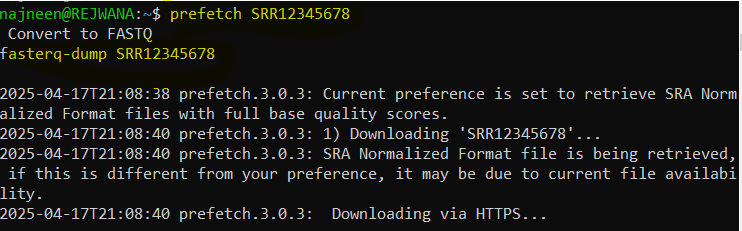 najneen@REJWANA:~$ prefetch SRR12345678
Convert to FASTQ
fasterq-dump SRR12345678
2025-04-17T21:08:38 prefetch.3.0.3: Current preference is set to retrieve SRA Norm
alized Format files with full base quality scores.
2025-04-17T21:08:40 prefetch.3.0.3: 1) Downloading 'SRR12345678'...
2025-04-17T21:08:40 prefetch.3.0.3: SRA Normalized Format file is being retrieved,
if this is different from your preference, it may be due to current file availabi
lity.
2025-04-17T21:08:40 prefetch.3.0.3:  Downloading via HTTPS...